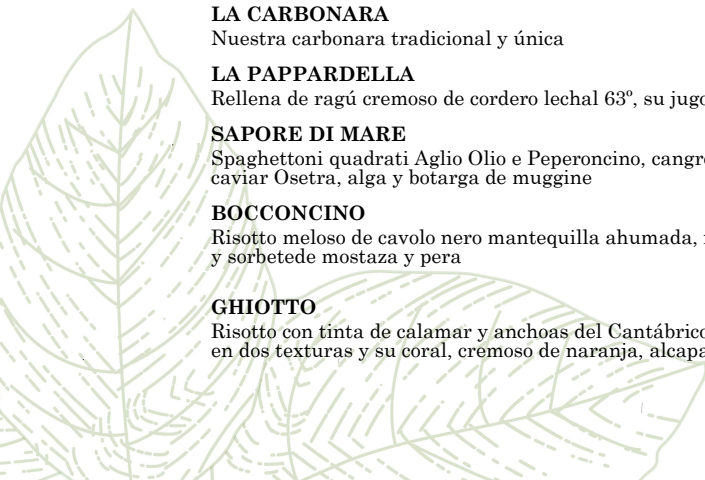 LA CARBONARA
Nuestra carbonara tradicional y única
LA PAPPARDELLA
Rellena de ragú cremoso de cordero lechal 63º, su jugo
SAPORE DI MARE
Spaghettoni quadrati Aglio Olio e Peperoncino, cangre
caviar Osetra, alga y botarga de muggine
BOCCONCINO
Risotto meloso de cavolo nero mantequilla ahumada,
y sorbetede mostaza y pera
GHIOTTO
Risotto con tinta de calamar y anchoas del Cantábrico
en dos texturas y su coral, cremoso de naranja, alcapa